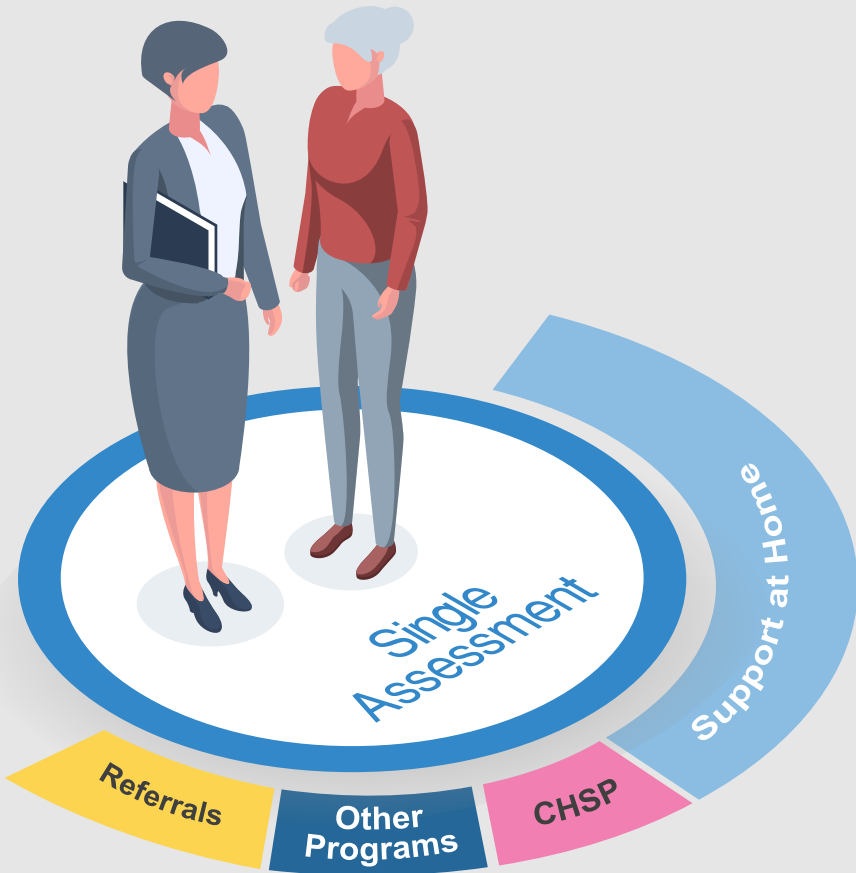 Single
Assessment
Support at Home
Referrals
Other
Programs
CHSP